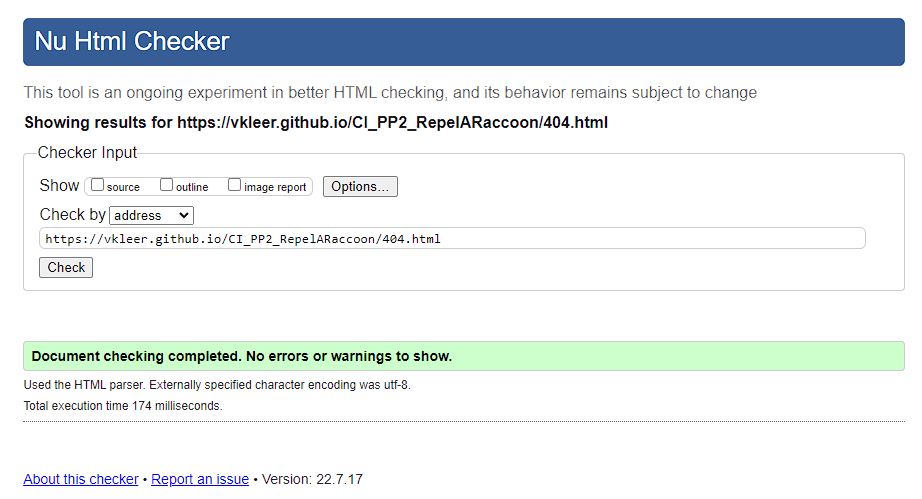 Nu Html Checker
This tool is an ongoing experiment in better HTML checking, and its behavior remains subject to change
Showing results for https://vkleer.github.io/CI_PP2_RepelARaccoon/404.html
Checker Input
Show source outline image report Options...
Check by address
https://vkleer.github.io/CI_PP2_RepelARaccoon/404.html
Check
Document checking completed. No errors or warnings to show.
Used the HTML parser. Externally specified character encoding was utf-8.
Total execution time 174 milliseconds.
About this checker • Report an issue • Version: 22.7.17